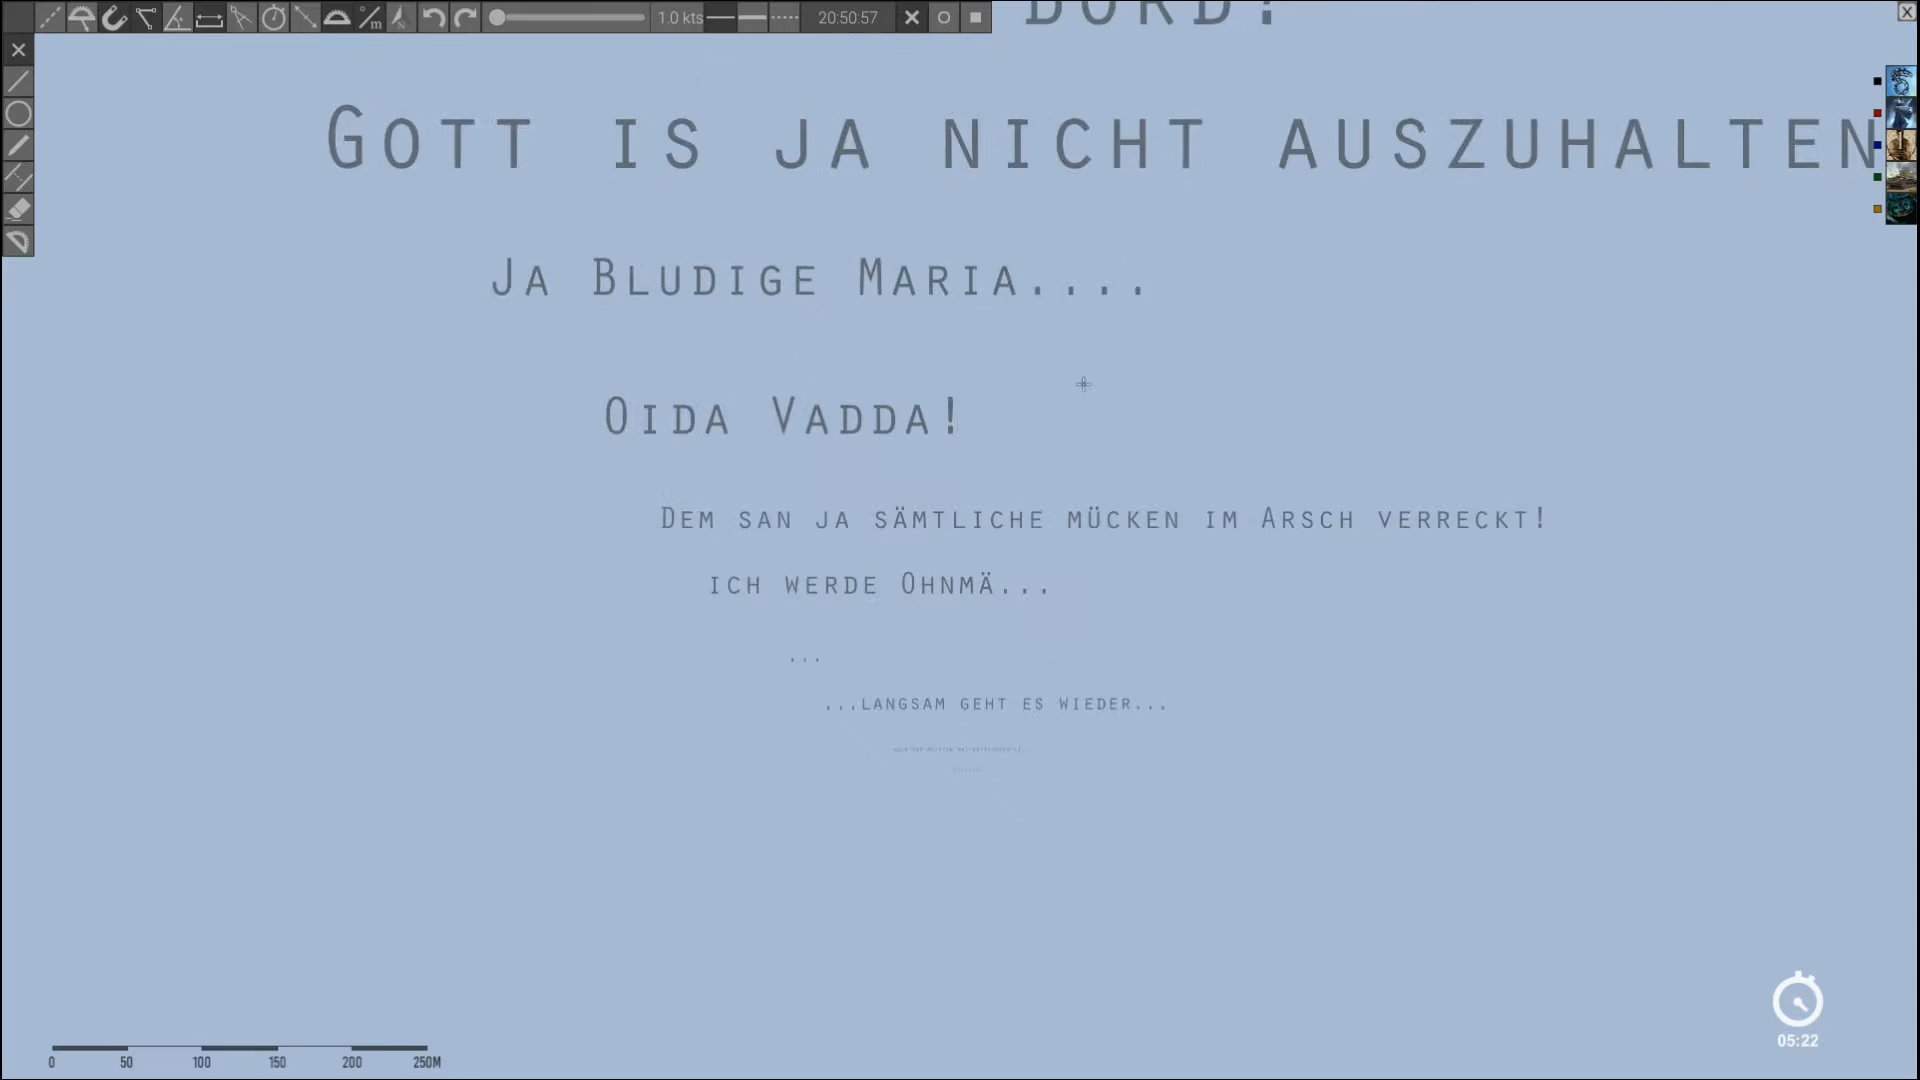 1.0 kts 20:50:57
BORD!
GOTT IS JA NICHT AUSZUHALTEN
JA BLUDIGE MARIA....
OIDA VADDA!
DEM SAN JA SÄMTLICHE MÜCKEN IM ARSCH VERRECKT!
ICH WERDE OHNMÄ...
...
...LANGSAM GEHT ES WIEDER...
05:22
0 50 100 150 200 250M